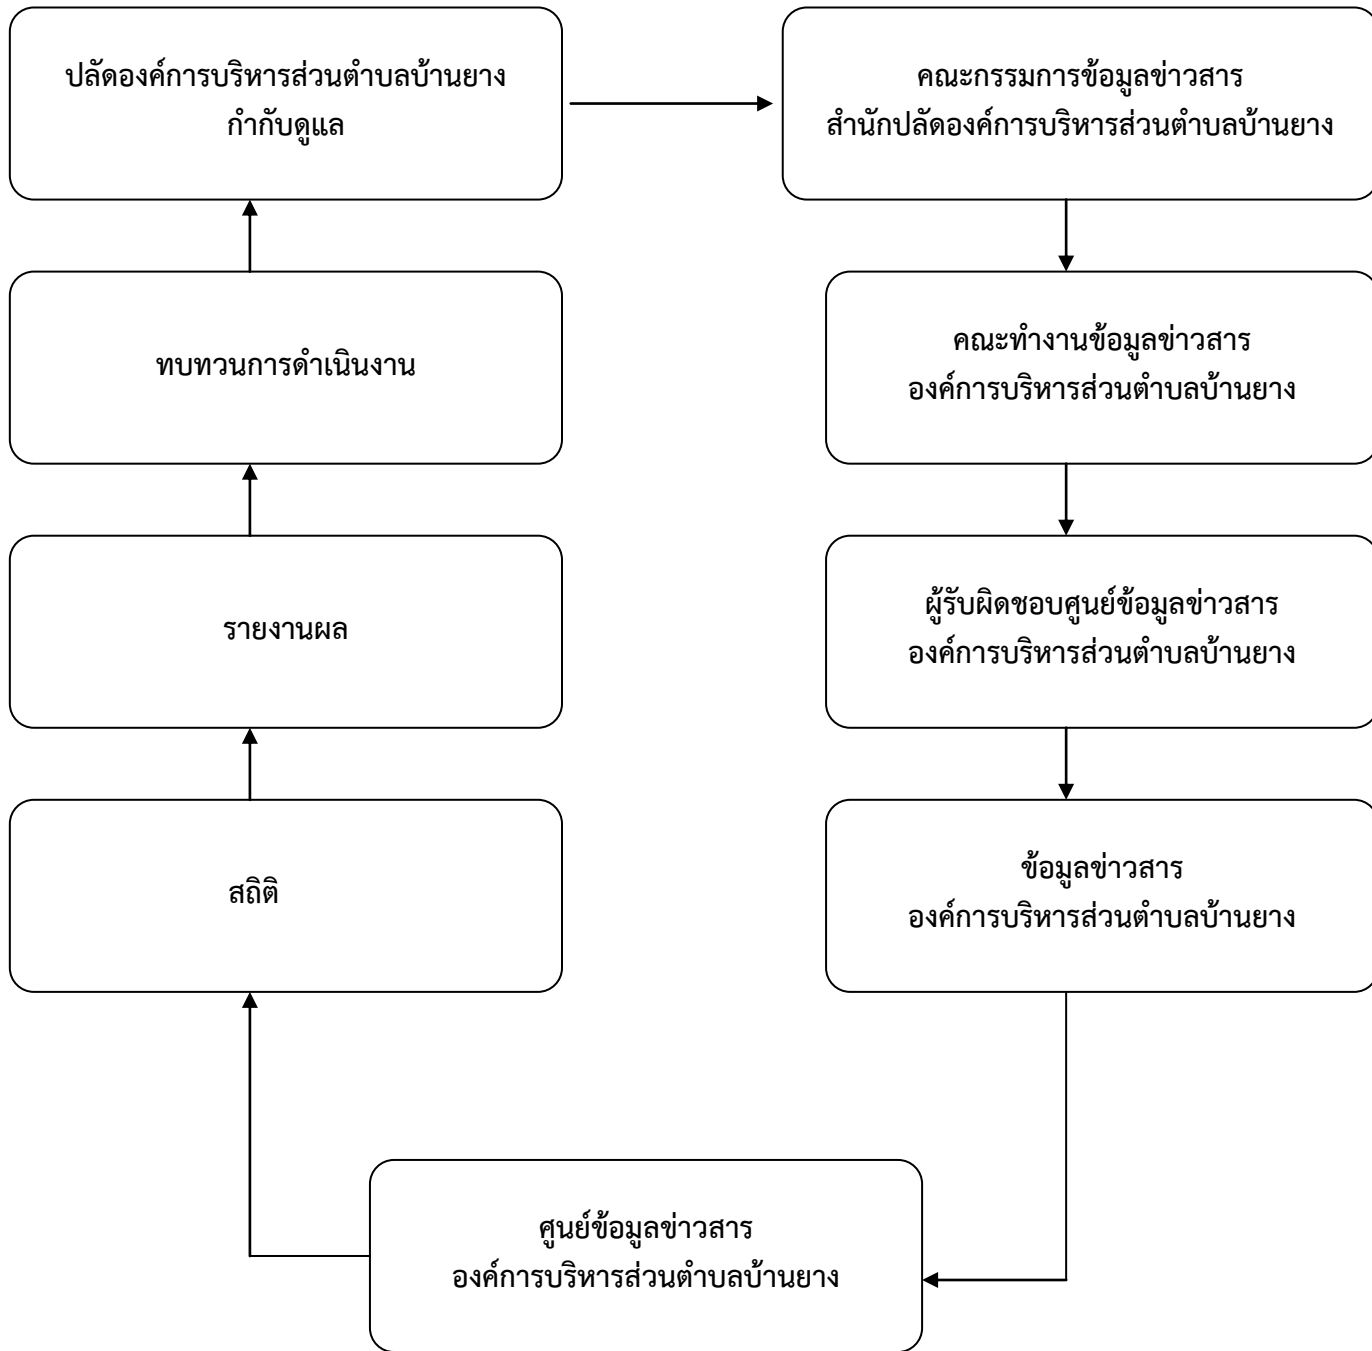 ปลัดองค์การบริหารส่วนตำบลบ้านยาง
กำกับดูแล
คณะกรรมการข้อมูลข่าวสาร
สำนักปลัดองค์การบริหารส่วนตำบลบ้านยาง
ทบทวนการดำเนินงาน
คณะทำงานข้อมูลข่าวสาร
องค์การบริหารส่วนตำบลบ้านยาง
รายงานผล
ผู้รับผิดชอบศูนย์ข้อมูลข่าวสาร
องค์การบริหารส่วนตำบลบ้านยาง
สถิติ
ข้อมูลข่าวสาร
องค์การบริหารส่วนตำบลบ้านยาง
ศูนย์ข้อมูลข่าวสาร
องค์การบริหารส่วนตำบลบ้านยาง